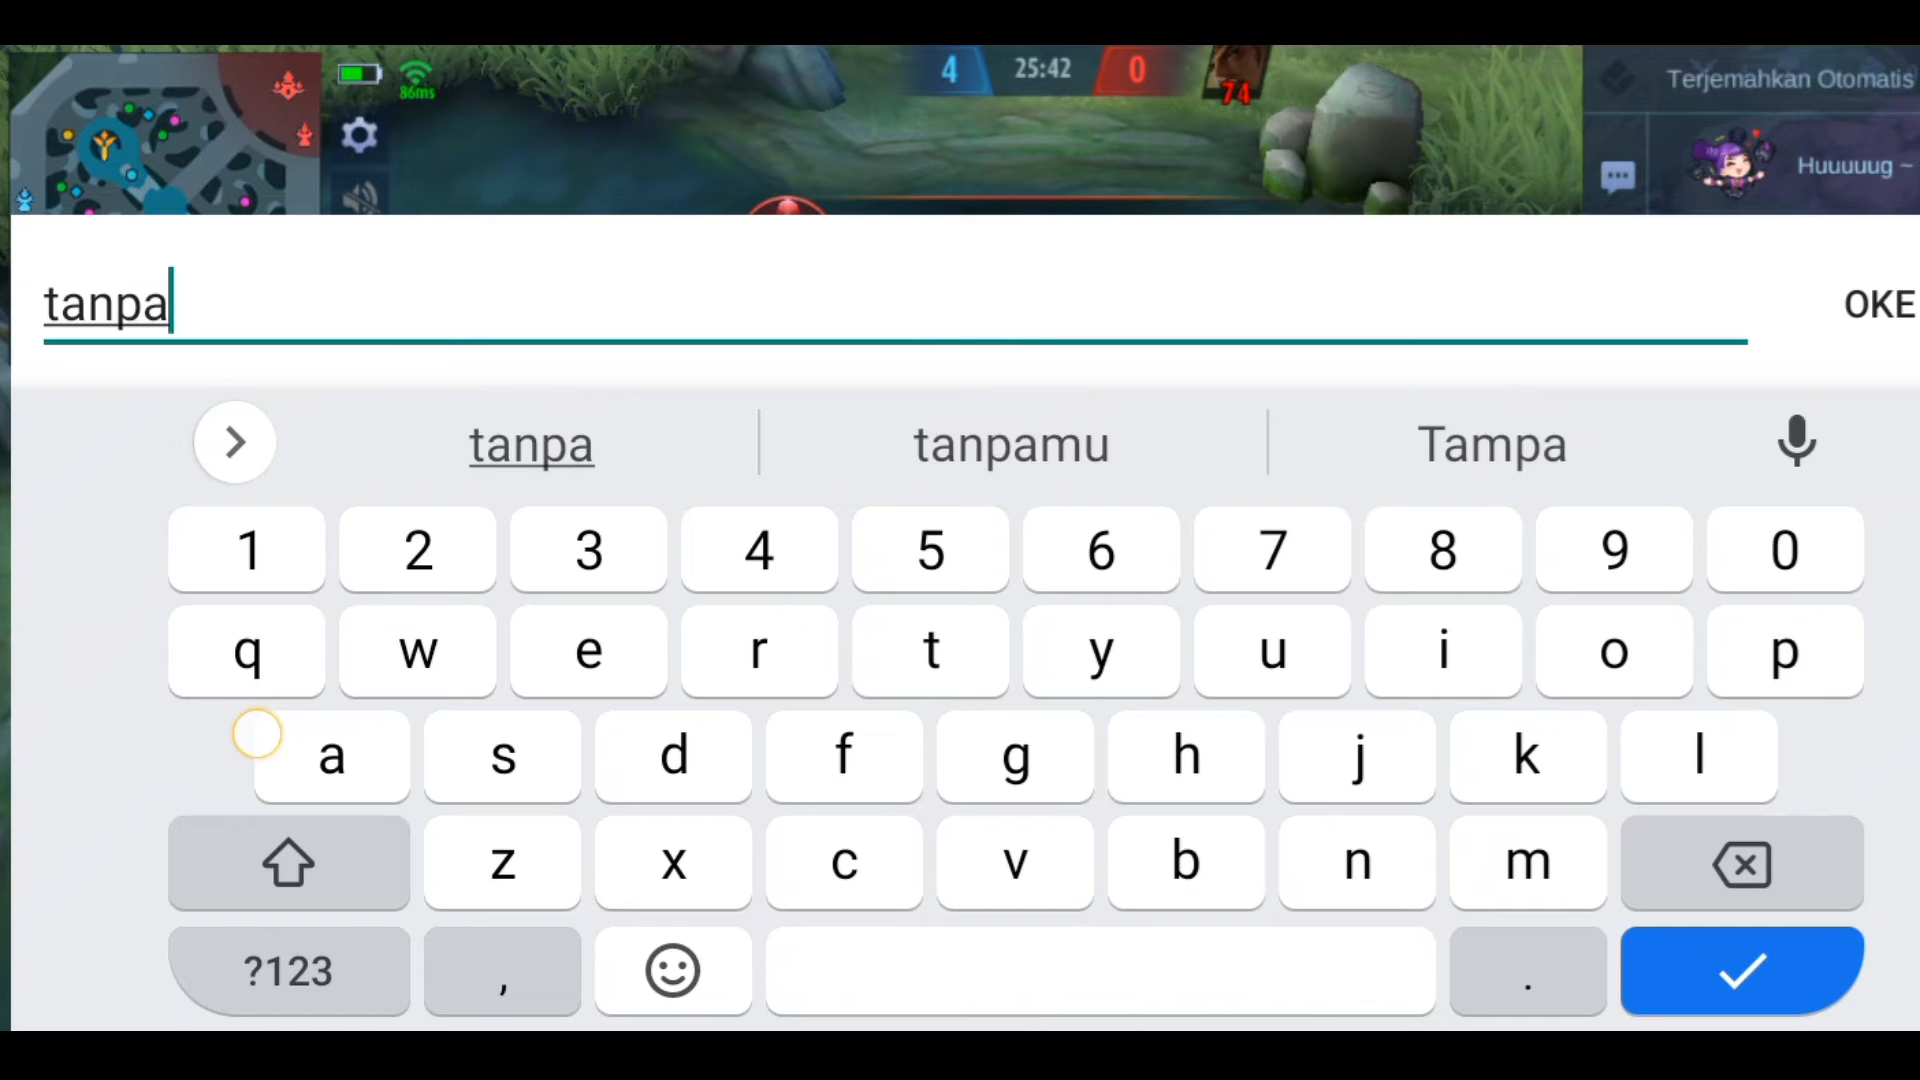 86ms
4 25:42 0
74
Terjemahkan Otomatis
Huuuuug ~
tanpa
OKE
tanpa tanpamu Tampa
1 2 3 4 5 6 7 8 9 0
q w e r t y u i o p
a s d f g h j k l
z x c v b n m
?123 , .